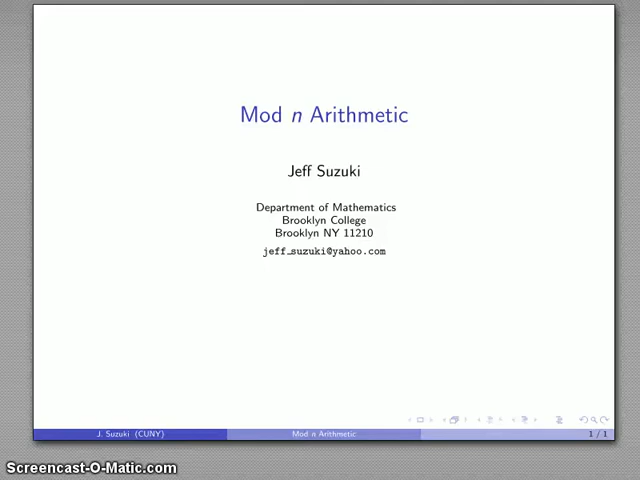 Mod n Arithmetic
Jeff Suzuki
Department of Mathematics
Brooklyn College
Brooklyn NY 11210
jeff_suzuki@yahoo.com
J. Suzuki (CUNY)
Mod n Arithmetic
1 / 1
Screencast-O-Matic.com